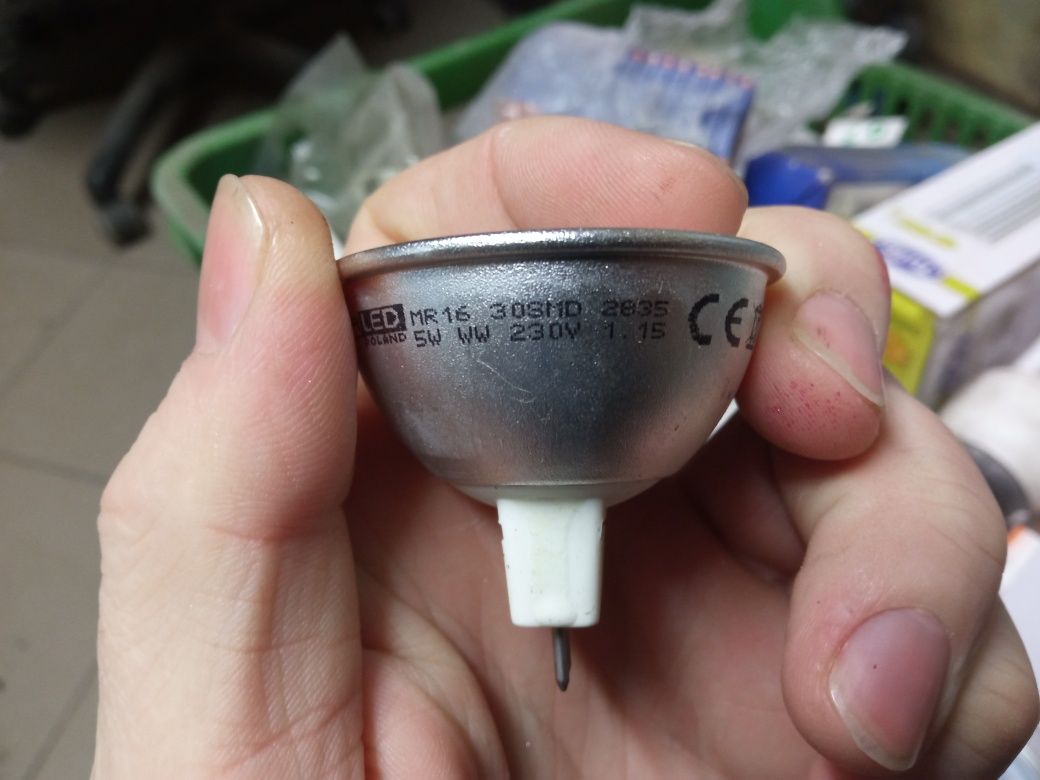 LED MR16 30SMD 2835
POLAND 5W WW 230V 1.15
CE